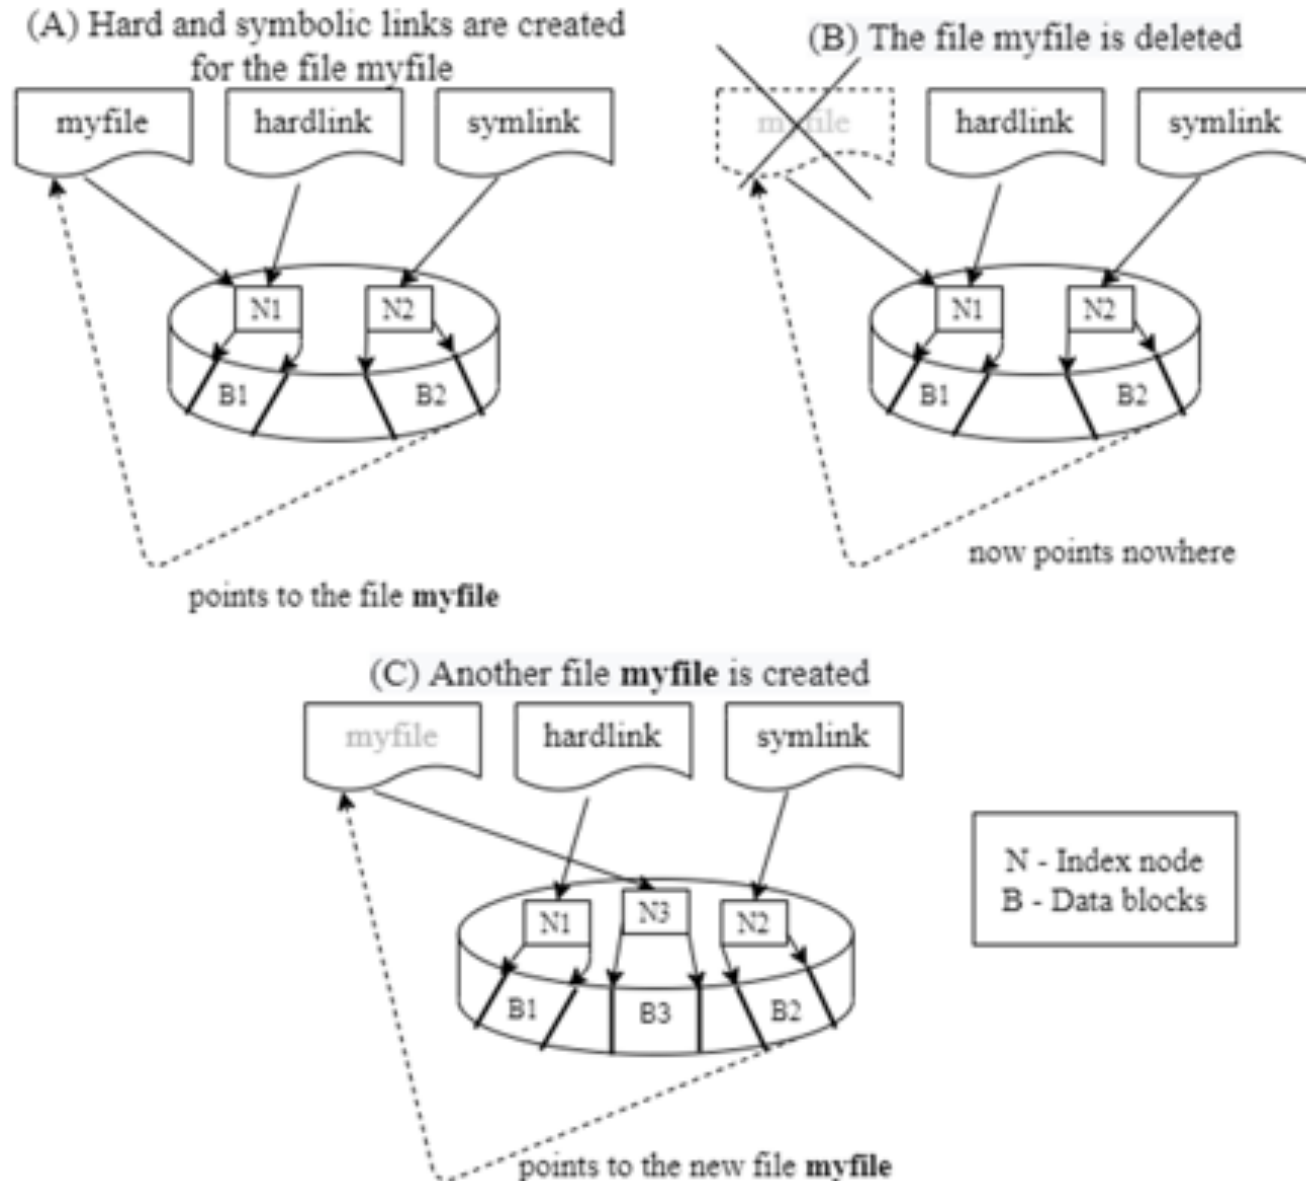 (A) Hard and symbolic links are created
for the file myfile
myfile
hardlink
symlink
N1
N2
B1
B2
points to the file myfile
(B) The file myfile is deleted
myfile
hardlink
symlink
N1
N2
B1
B2
now points nowhere
(C) Another file myfile is created
myfile
hardlink
symlink
N1
N3
N2
B1
B3
B2
points to the new file myfile
N - Index node
B - Data blocks